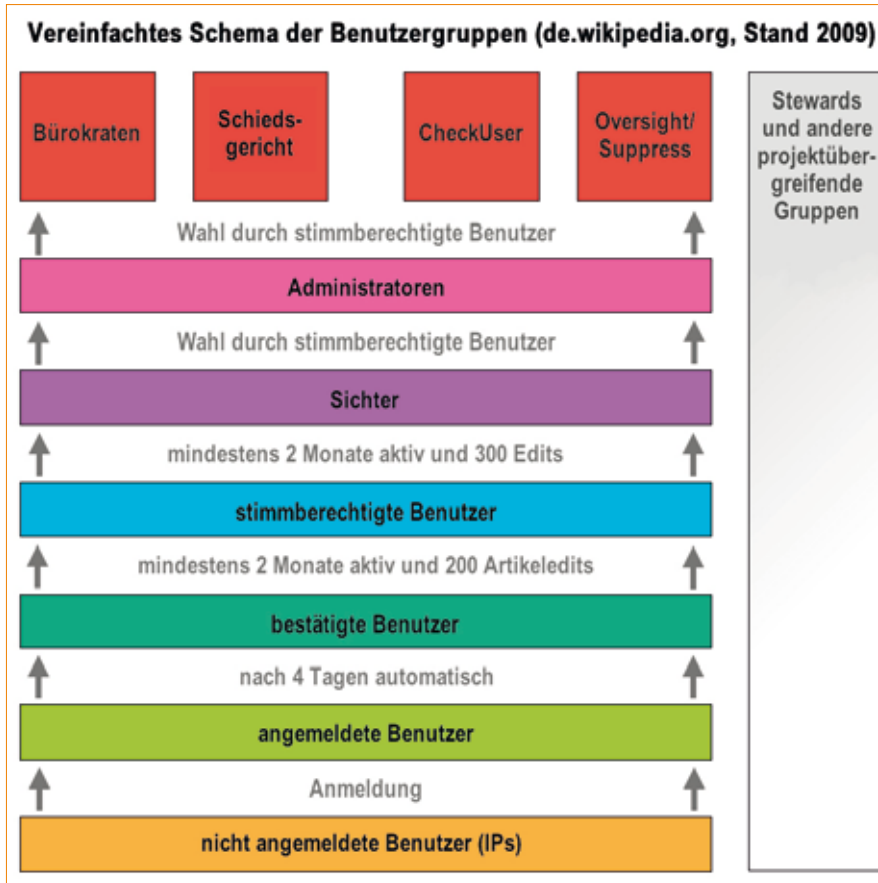 Vereinfachtes Schema der Benutzergruppen (de.wikipedia.org, Stand 2009)
Bürokraten
Schieds-
gericht
CheckUser
Oversight/
Suppress
Stewards
und andere
projektüber-
greifende
Gruppen
Wahl durch stimmberechtigte Benutzer
Administratoren
Wahl durch stimmberechtigte Benutzer
Sichter
mindestens 2 Monate aktiv und 300 Edits
stimmberechtigte Benutzer
mindestens 2 Monate aktiv und 200 Artikeledits
bestätigte Benutzer
nach 4 Tagen automatisch
angemeldete Benutzer
Anmeldung
nicht angemeldete Benutzer (IPs)